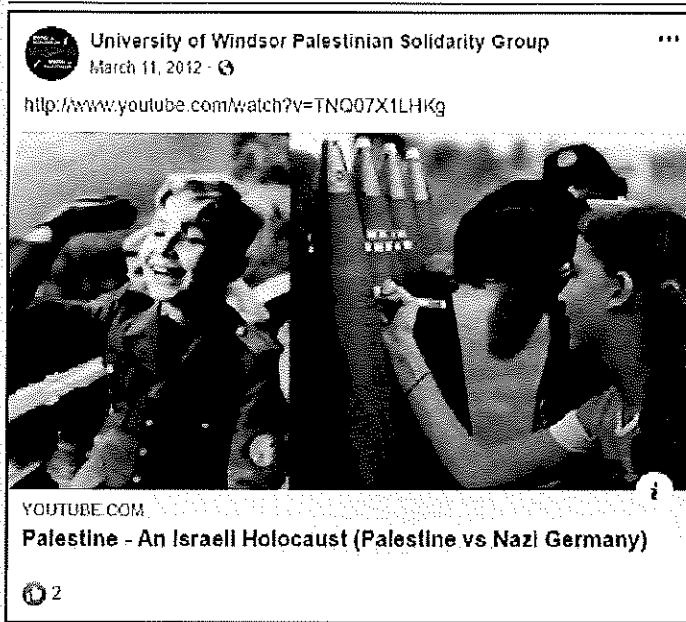 University of Windsor Palestinian Solidarity Group
March 11, 2012 ·
http://www.youtube.com/watch?v=TNQ07X1LHKg
YOUTUBE.COM
Palestine - An Israeli Holocaust (Palestine vs Nazi Germany)
2